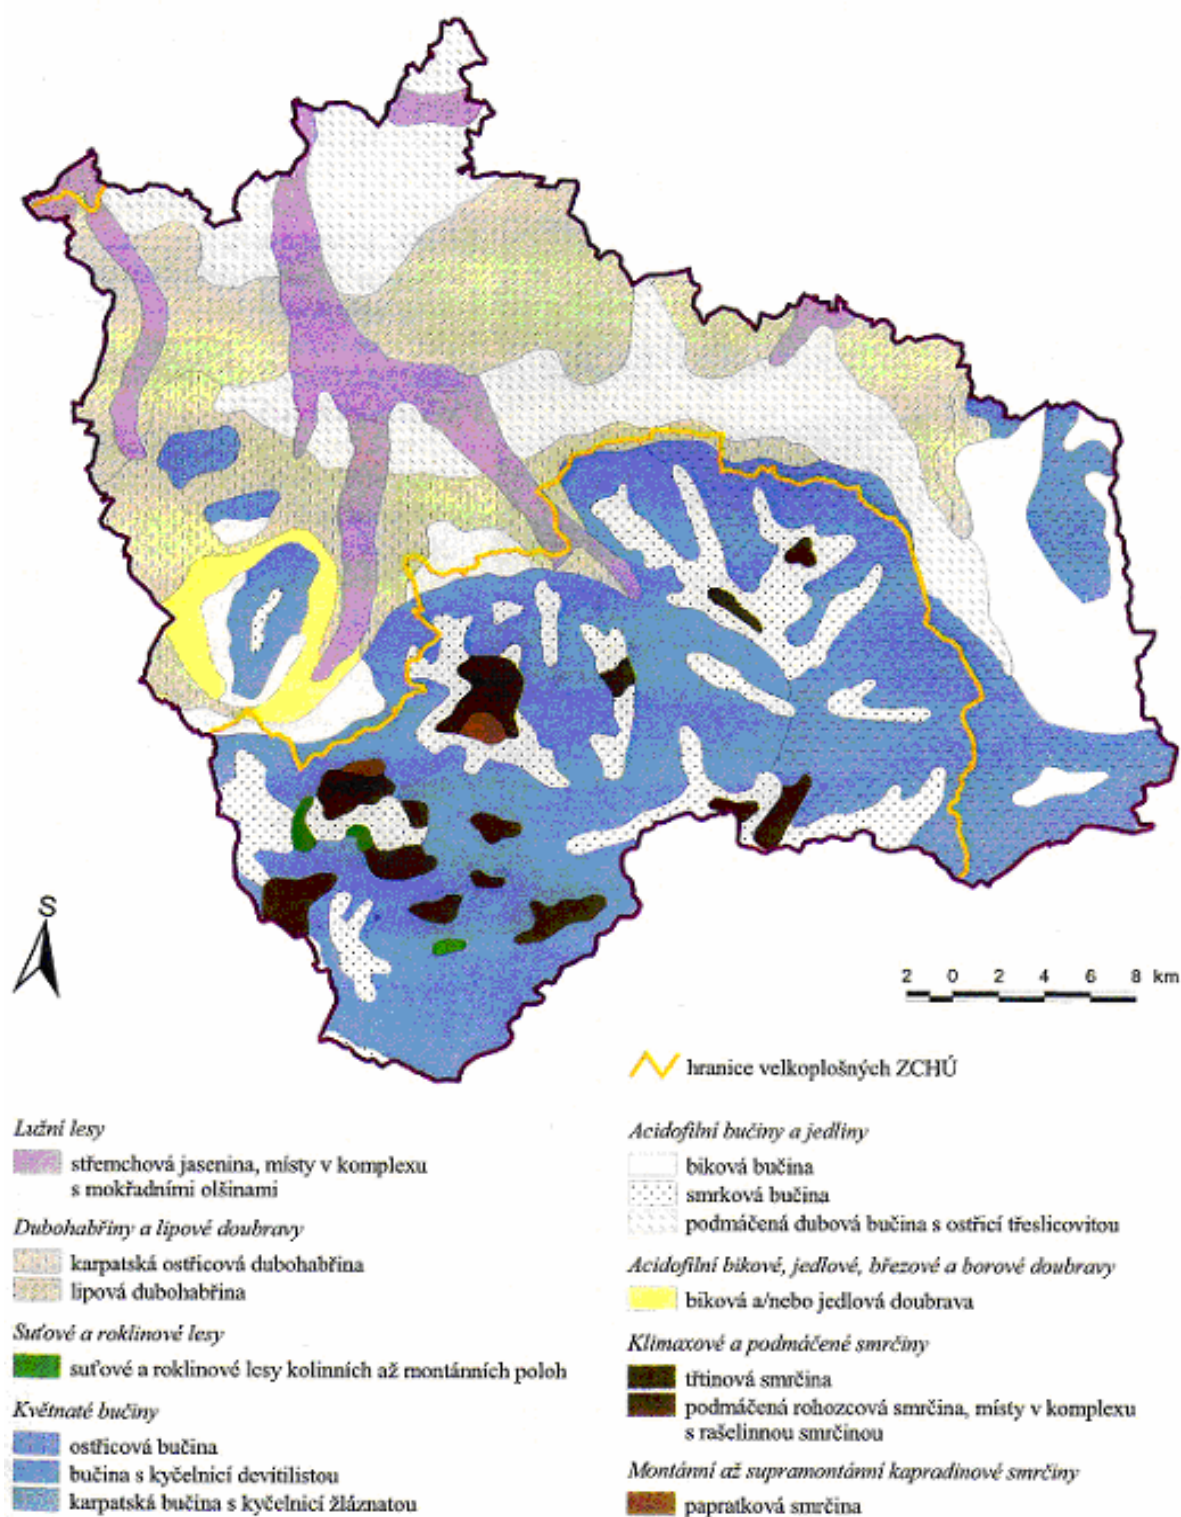 S
2 0 2 4 6 8 km
hranice velkoplošných ZCHÚ
Lužní lesy
střemchová jasenina, místy v komplexu
s mokřadními olšinami
Dubohabřiny a lipové doubravy
karpatská ostřicová dubohabřina
lipová dubohabřina
Suťové a roklinové lesy
suťové a roklinové lesy kolinních až montánních poloh
Květnaté bučiny
ostřicová bučina
bučina s kyčelnicí devítilistou
karpatská bučina s kyčelnicí žláznatou
Acidofilní bučiny a jedliny
biková bučina
smrková bučina
podmáčená dubová bučina s ostřicí třeslicovitou
Acidofilní bikové, jedlové, březové a borové doubravy
biková a/nebo jedlová doubrava
Klimaxové a podmáčené smrčiny
třtinová smrčina
podmáčená rohozcová smrčina, místy v komplexu
s rašelinnou smrčinou
Montánní až supramontánní kapradinové smrčiny
papratková smrčina